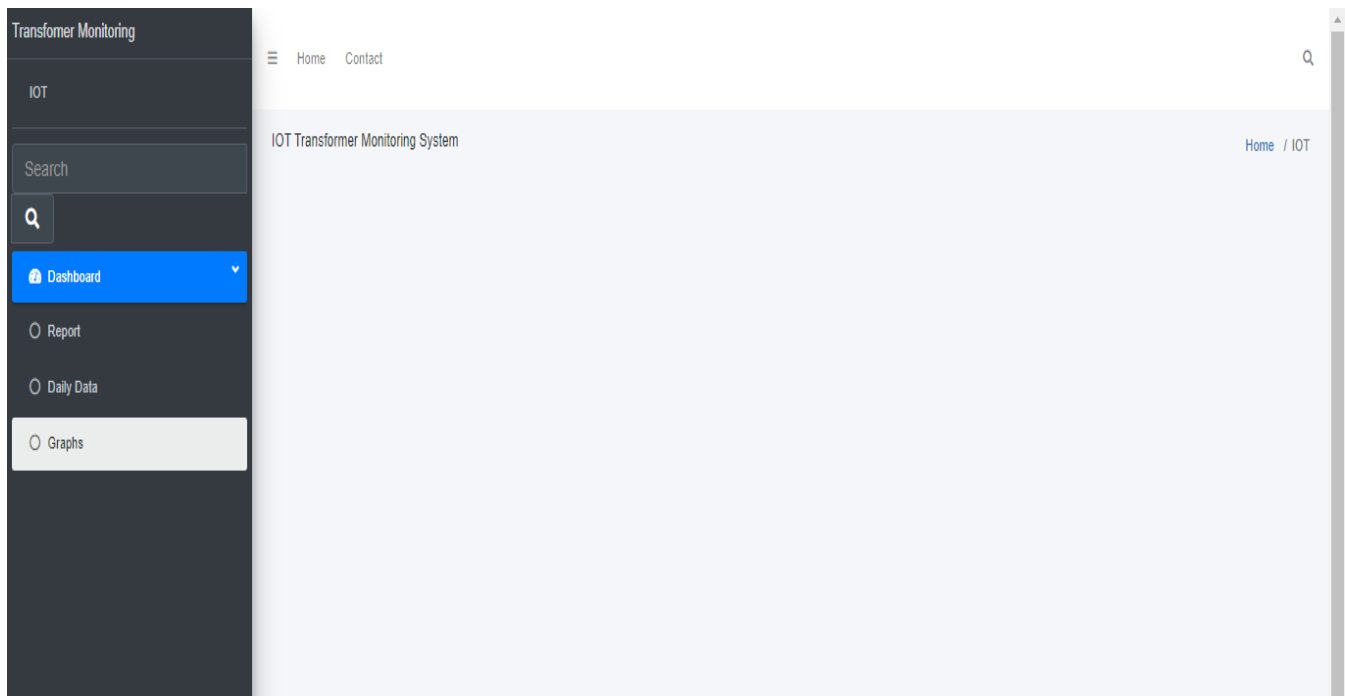 Transfomer Monitoring
IOT
Search
Dashboard
Report
Daily Data
Graphs
Home Contact
IOT Transformer Monitoring System
Home / IOT